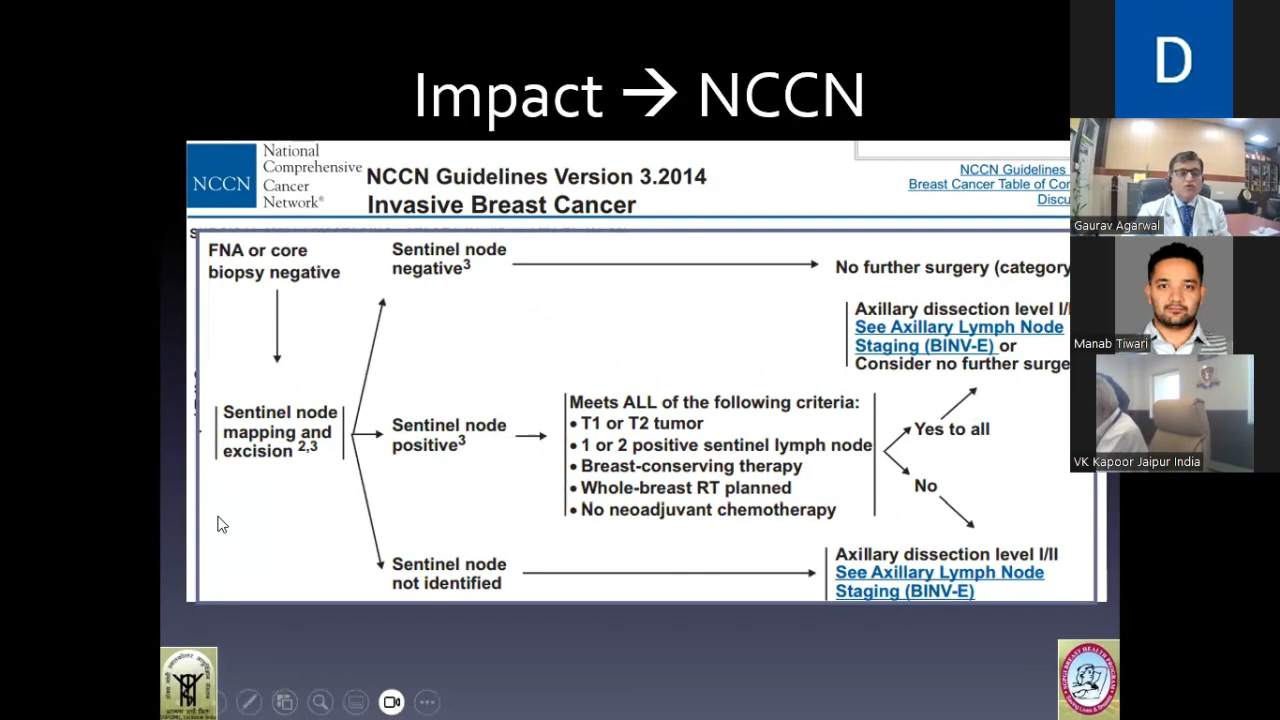 Impact → NCCN
D
NCCN
National
Comprehensive
Cancer
Network®
NCCN Guidelines Version 3.2014
Invasive Breast Cancer
NCCN Guidelines
Breast Cancer Table of Con
Discu
FNA or core
biopsy negative
Sentinel node
mapping and
excision 2,3
Sentinel node
negative3
No further surgery (category
Sentinel node
positive3
Meets ALL of the following criteria:
• T1 or T2 tumor
• 1 or 2 positive sentinel lymph node
• Breast-conserving therapy
• Whole-breast RT planned
• No neoadjuvant chemotherapy
Yes to all
Axillary dissection level I/I
See Axillary Lymph Node
Staging (BINV-E) or
Consider no further surge
No
Sentinel node
not identified
Axillary dissection level I/II
See Axillary Lymph Node
Staging (BINV-E)
Gaurav Agarwal
Manab Tiwari
VK Kapoor Jaipur India